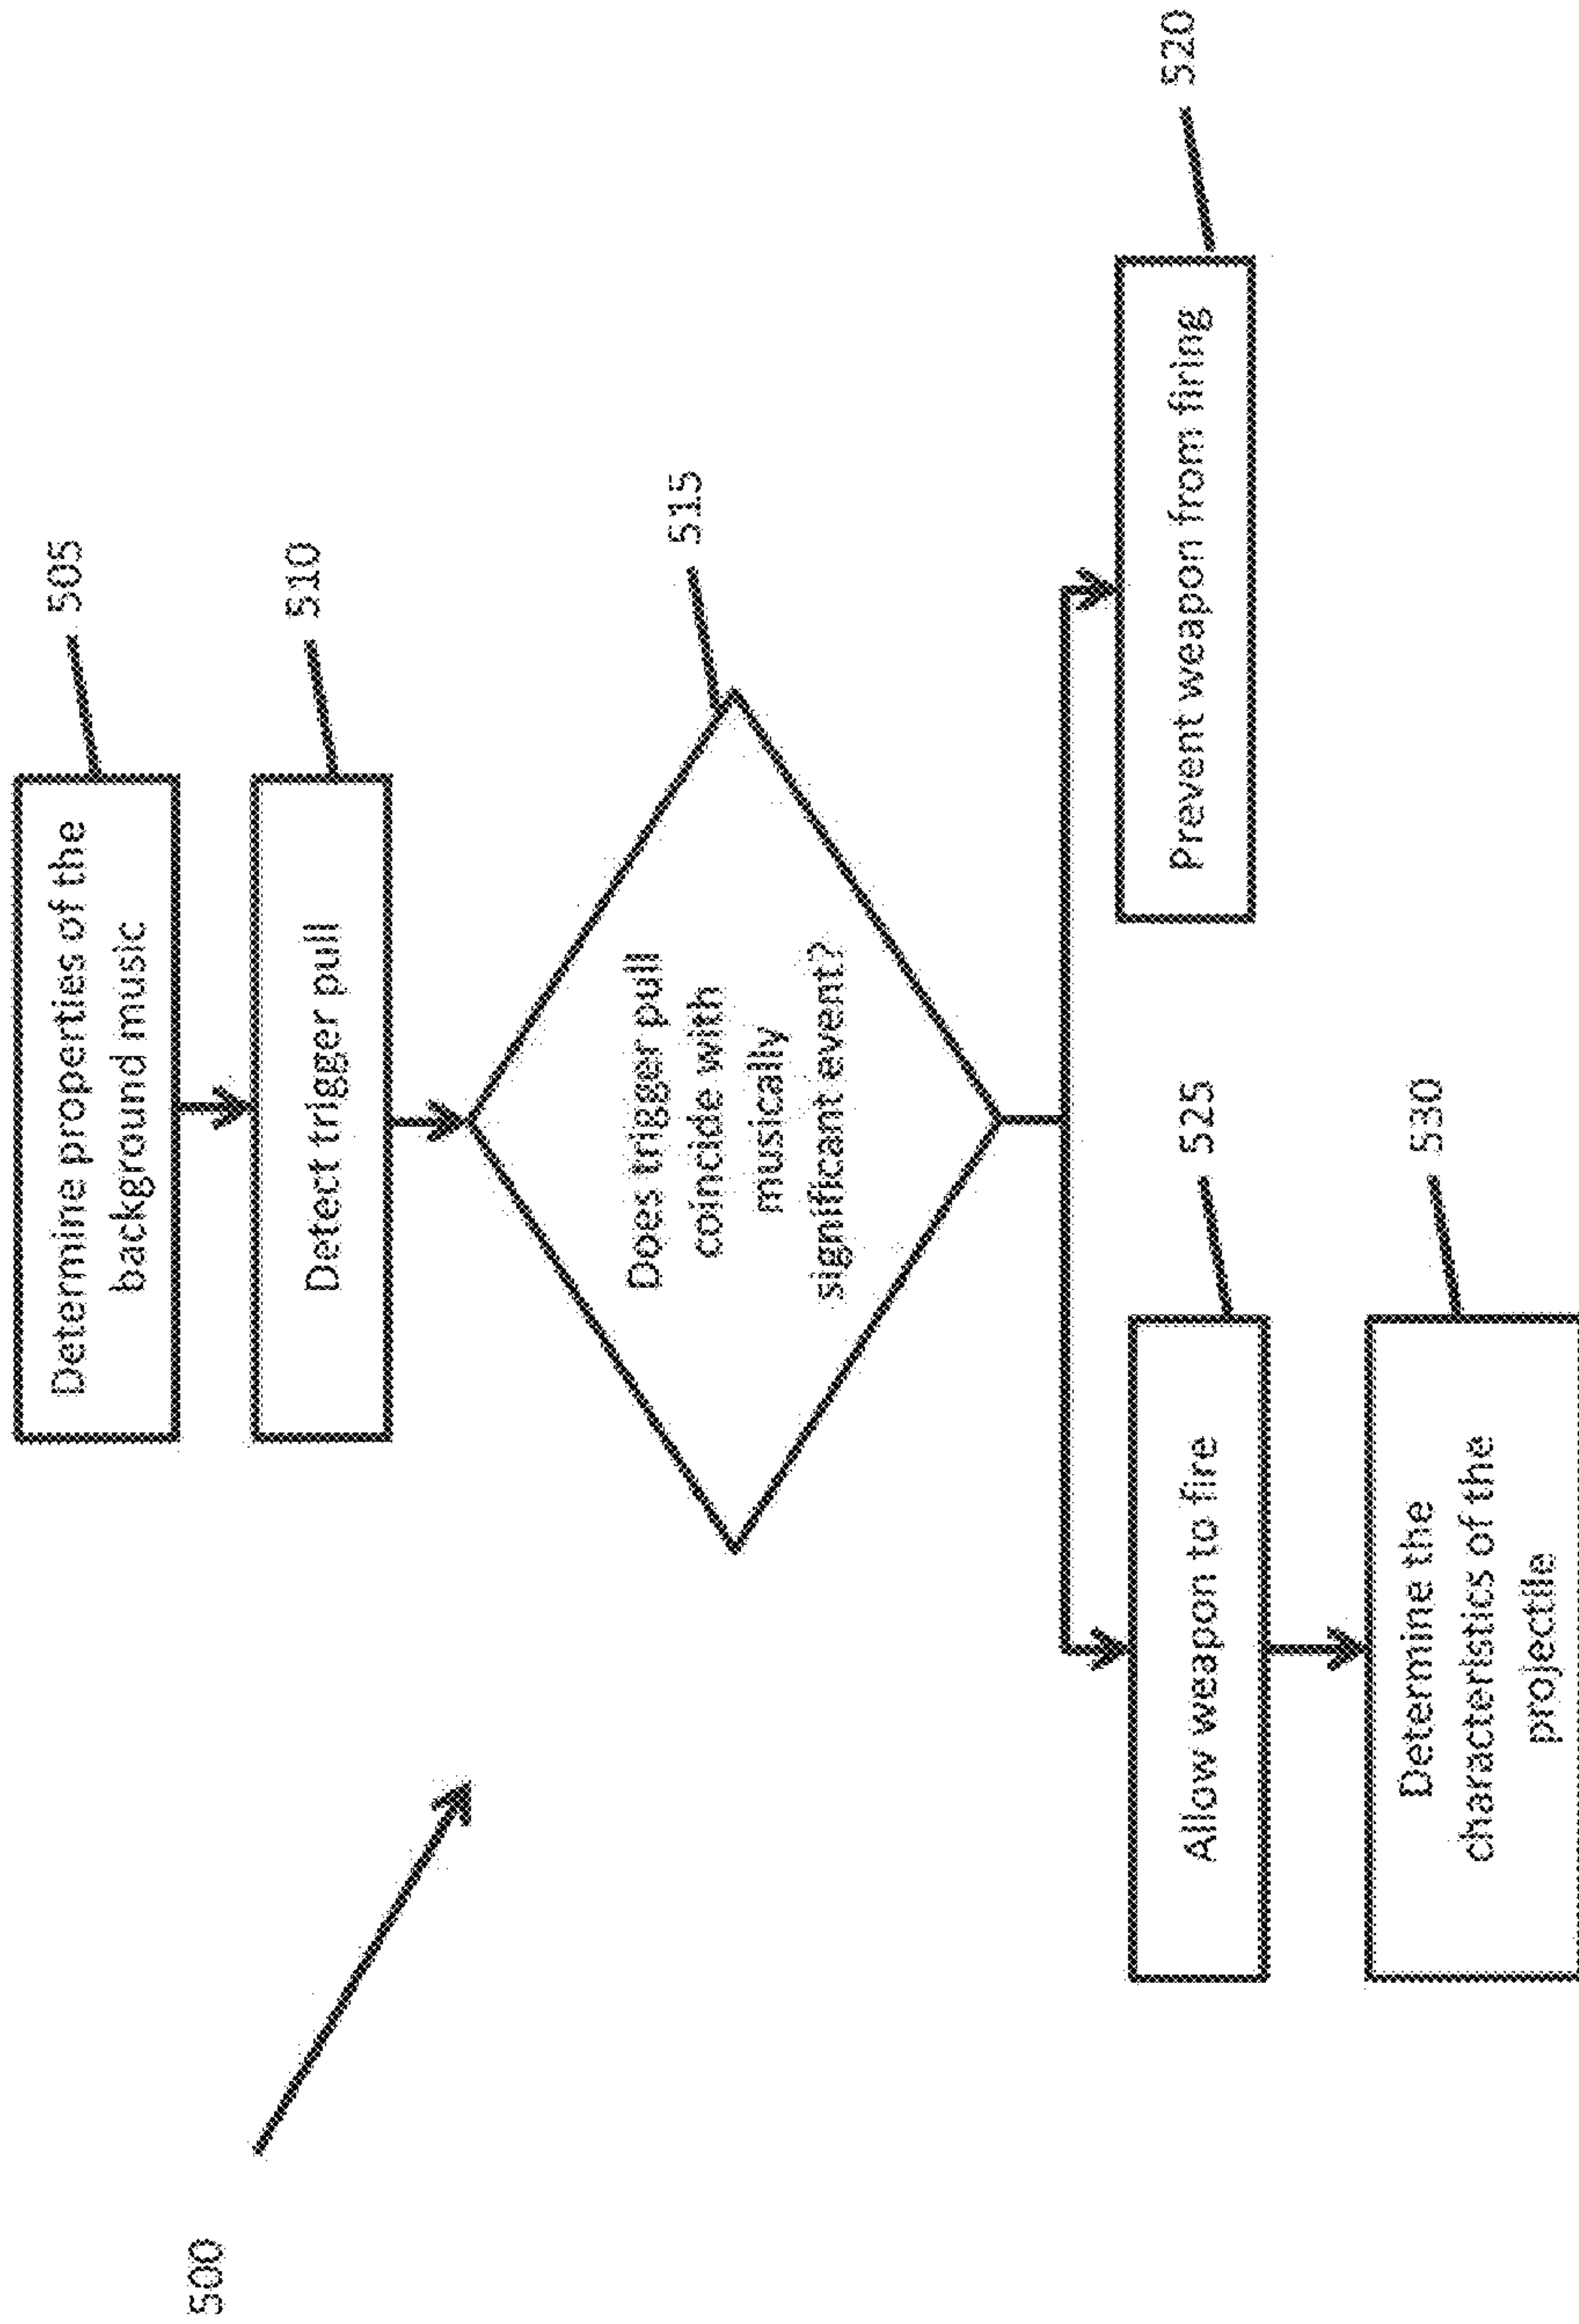 500
Determine properties of the
background music
505
Detect trigger pull
510
Does trigger pull
coincide with
musically
significant event?
515
Allow weapon to fire
525
Prevent weapon from firing
520
Determine the
characteristics of the
projectile
530